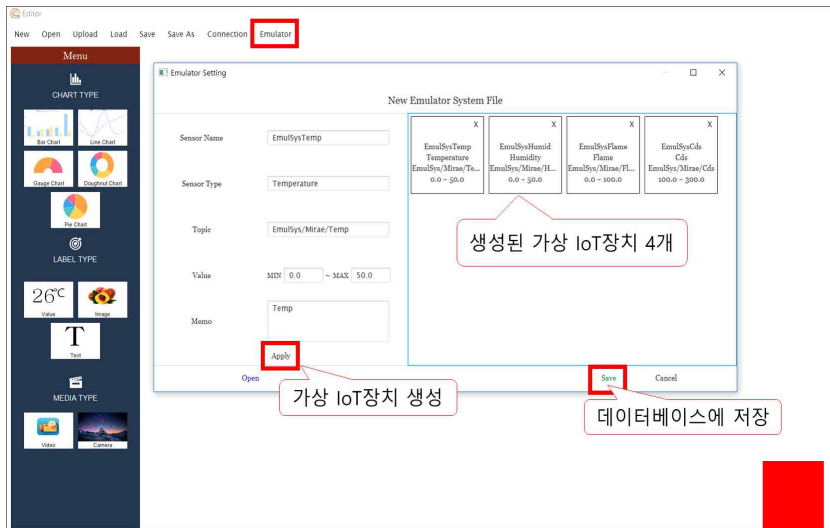 Editor
New Open Upload Load Save Save As Connection Emulator
Menu
CHART TYPE
Bar Chart
Line Chart
Gauge Chart
Doughnut Chart
Pie Chart
LABEL TYPE
26℃
Value
Image
T
Text
MEDIA TYPE
Video
Camera
Emulator Setting
New Emulator System File
Sensor Name
EmulSysTemp
Sensor Type
Temperature
Topic
EmulSys/Mirae/Temp
Value
MIN 0.0 ~ MAX 50.0
Memo
Temp
Apply
Open
X
EmulSysTemp
Temperature
EmulSys/Mirae/Te...
0.0 ~ 50.0
X
EmulSysHumid
Humidity
EmulSys/Mirae/H...
0.0 ~ 50.0
X
EmulSysFlame
Flame
EmulSys/Mirae/Fl...
0.0 ~ 100.0
X
EmulSysCds
Cds
EmulSys/Mirae/Cds
100.0 ~ 300.0
생성된 가상 IoT장치 4개
가상 IoT장치 생성
Save
Cancel
데이터베이스에 저장